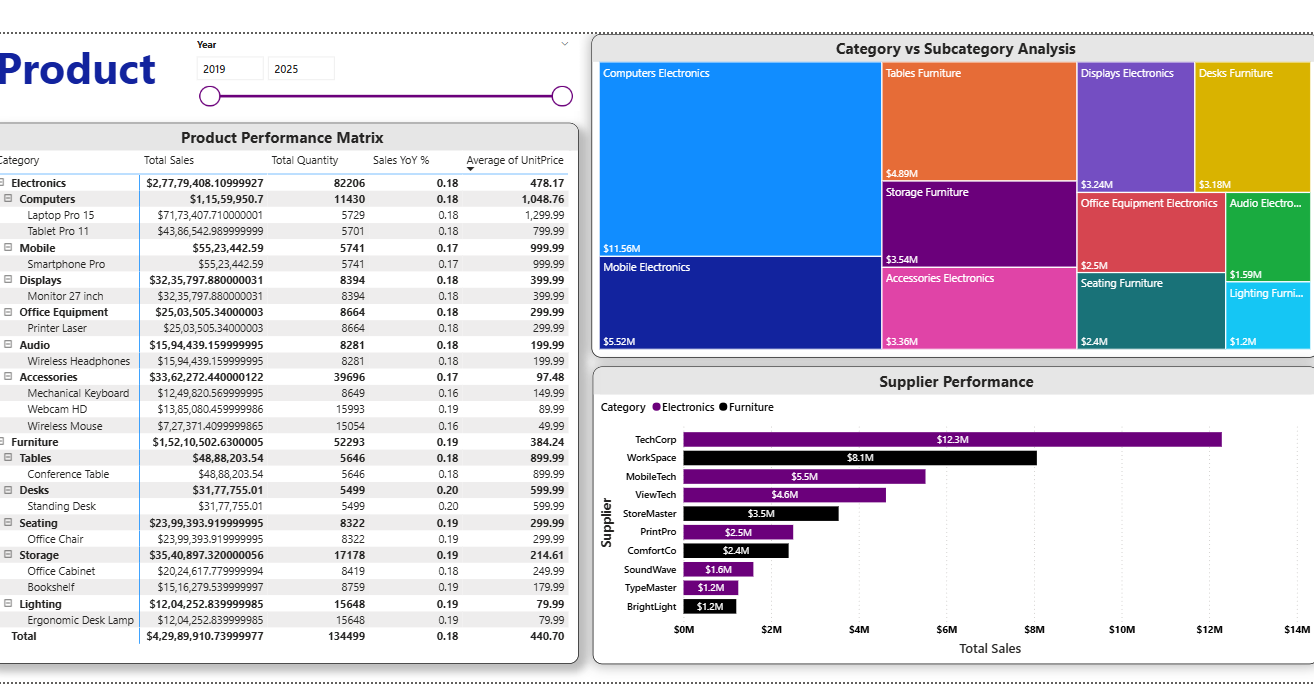 Product
Year
2019 2025
Product Performance Matrix
Category Total Sales Total Quantity Sales YoY % Average of UnitPrice
Electronics $2,77,79,408.10999927 82206 0.18 478.17
Computers $1,15,59,950.7 11430 0.18 1,048.76
Laptop Pro 15 $71,73,407.710000001 5729 0.18 1,299.99
Tablet Pro 11 $43,86,542.989999999 5701 0.18 799.99
Mobile $55,23,442.59 5741 0.17 999.99
Smartphone Pro $55,23,442.59 5741 0.17 999.99
Displays $32,35,797.880000031 8394 0.18 399.99
Monitor 27 inch $32,35,797.880000031 8394 0.18 399.99
Office Equipment $25,03,505.34000003 8664 0.18 299.99
Printer Laser $25,03,505.34000003 8664 0.18 299.99
Audio $15,94,439.159999995 8281 0.18 199.99
Wireless Headphones $15,94,439.159999995 8281 0.18 199.99
Accessories $33,62,272.440000122 39696 0.17 97.48
Mechanical Keyboard $12,49,820.569999995 8649 0.16 149.99
Webcam HD $13,85,080.459999986 15993 0.19 89.99
Wireless Mouse $7,27,371.4099999865 15054 0.16 49.99
Furniture $1,52,10,502.6300005 52293 0.19 384.24
Tables $48,88,203.54 5646 0.18 899.99
Conference Table $48,88,203.54 5646 0.18 899.99
Desks $31,77,755.01 5499 0.20 599.99
Standing Desk $31,77,755.01 5499 0.20 599.99
Seating $23,99,393.919999995 8322 0.19 299.99
Office Chair $23,99,393.919999995 8322 0.19 299.99
Storage $35,40,897.320000056 17178 0.19 214.61
Office Cabinet $20,24,617.779999994 8419 0.18 249.99
Bookshelf $15,16,279.539999997 8759 0.19 179.99
Lighting $12,04,252.839999985 15648 0.19 79.99
Ergonomic Desk Lamp $12,04,252.839999985 15648 0.19 79.99
Total $4,29,89,910.73999977 134499 0.18 440.70
Category vs Subcategory Analysis
Computers Electronics
$11.56M
Mobile Electronics
$5.52M
Tables Furniture
$4.89M
Storage Furniture
$3.54M
Accessories Electronics
$3.36M
Displays Electronics
$3.24M
Desks Furniture
$3.18M
Office Equipment Electronics
$2.5M
Audio Electro...
$1.59M
Seating Furniture
$2.4M
Lighting Furni...
$1.2M
Supplier Performance
Category Electronics Furniture
Supplier
TechCorp $12.3M
WorkSpace $8.1M
MobileTech $5.5M
ViewTech $4.6M
StoreMaster $3.5M
PrintPro $2.5M
ComfortCo $2.4M
SoundWave $1.6M
TypeMaster $1.2M
BrightLight $1.2M
$0M $2M $4M $6M $8M $10M $12M $14M
Total Sales